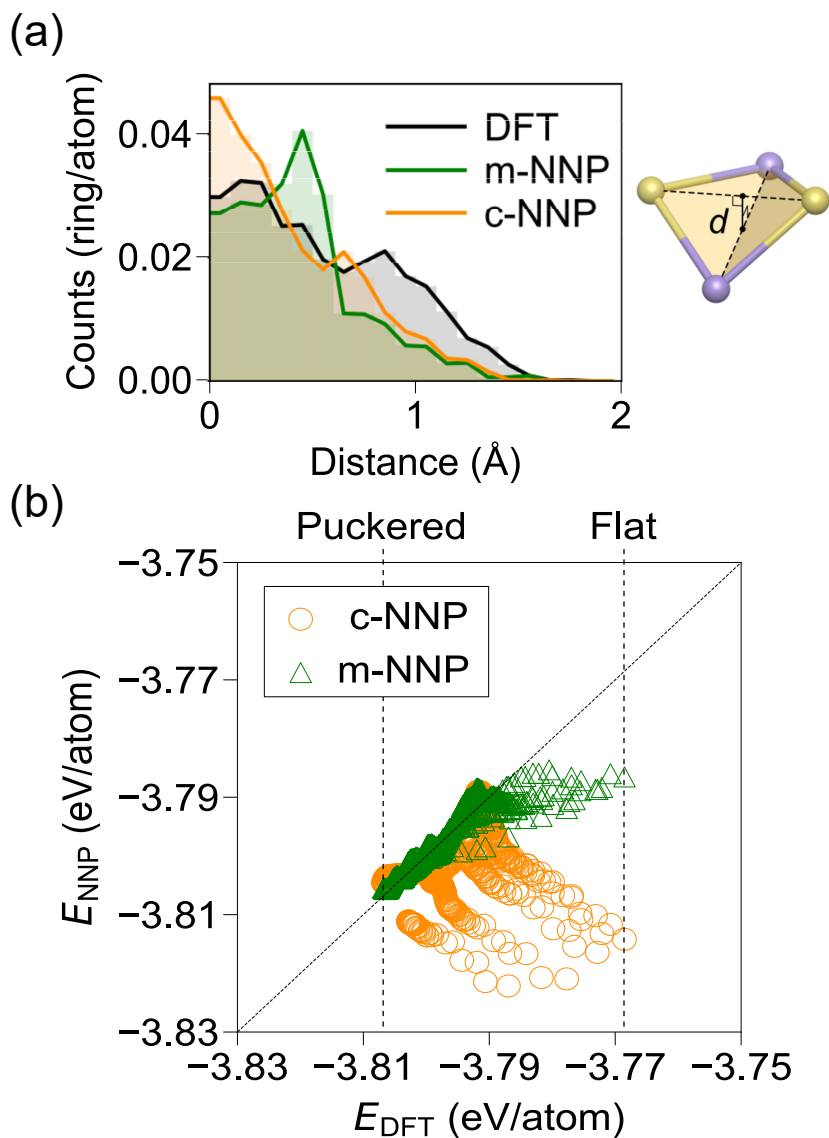 (a)
Counts (ring/atom)
0.04
0.02
0.00
DFT
m-NNP
c-NNP
d
0
1
2
Distance (Å)
(b)
Puckered
Flat
E_NNP (eV/atom)
−3.75
−3.77
−3.79
−3.81
−3.83
c-NNP
m-NNP
−3.83
−3.81
−3.79
−3.77
−3.75
E_DFT (eV/atom)